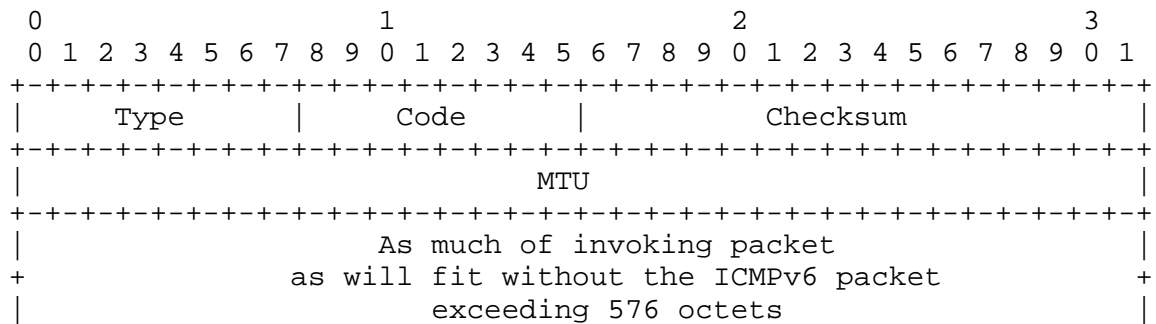 0                   1                   2                   3
0 1 2 3 4 5 6 7 8 9 0 1 2 3 4 5 6 7 8 9 0 1 2 3 4 5 6 7 8 9 0 1
+-+-+-+-+-+-+-+-+-+-+-+-+-+-+-+-+-+-+-+-+-+-+-+-+-+-+-+-+-+-+-+-+
|     Type      |     Code      |          Checksum             |
+-+-+-+-+-+-+-+-+-+-+-+-+-+-+-+-+-+-+-+-+-+-+-+-+-+-+-+-+-+-+-+-+
|                             MTU                               |
+-+-+-+-+-+-+-+-+-+-+-+-+-+-+-+-+-+-+-+-+-+-+-+-+-+-+-+-+-+-+-+-+
|                    As much of invoking packet                 |
+               as will fit without the ICMPv6 packet           +
|                       exceeding 576 octets                    |